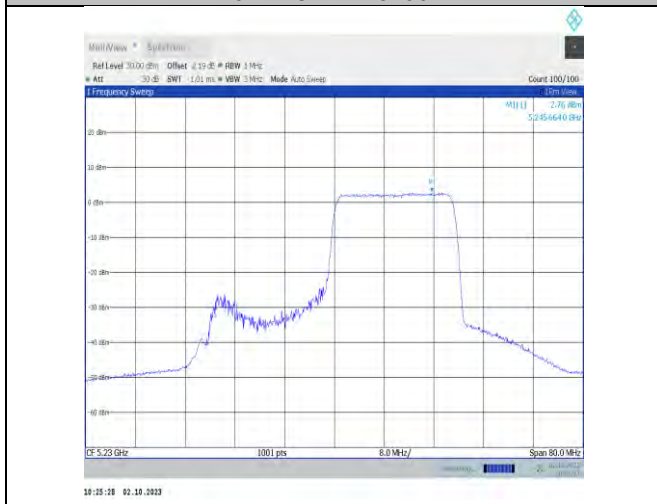 MultiView Spectrum
Ref Level 30.00 dBm Offset 2.19 dB RBW 1 MHz
Att 30 dB SWT 1.01 ms VBW 3 MHz Mode Auto Sweep Count 100/100
1 Frequency Sweep 1Rm View
M1[1] 2.76 dBm
5.2456640 GHz
20 dBm
10 dBm
M1
0 dBm
-10 dBm
-20 dBm
-30 dBm
-40 dBm
-50 dBm
-60 dBm
CF 5.23 GHz 1001 pts 8.0 MHz/ Span 80.0 MHz
10:25:28 02.10.2023